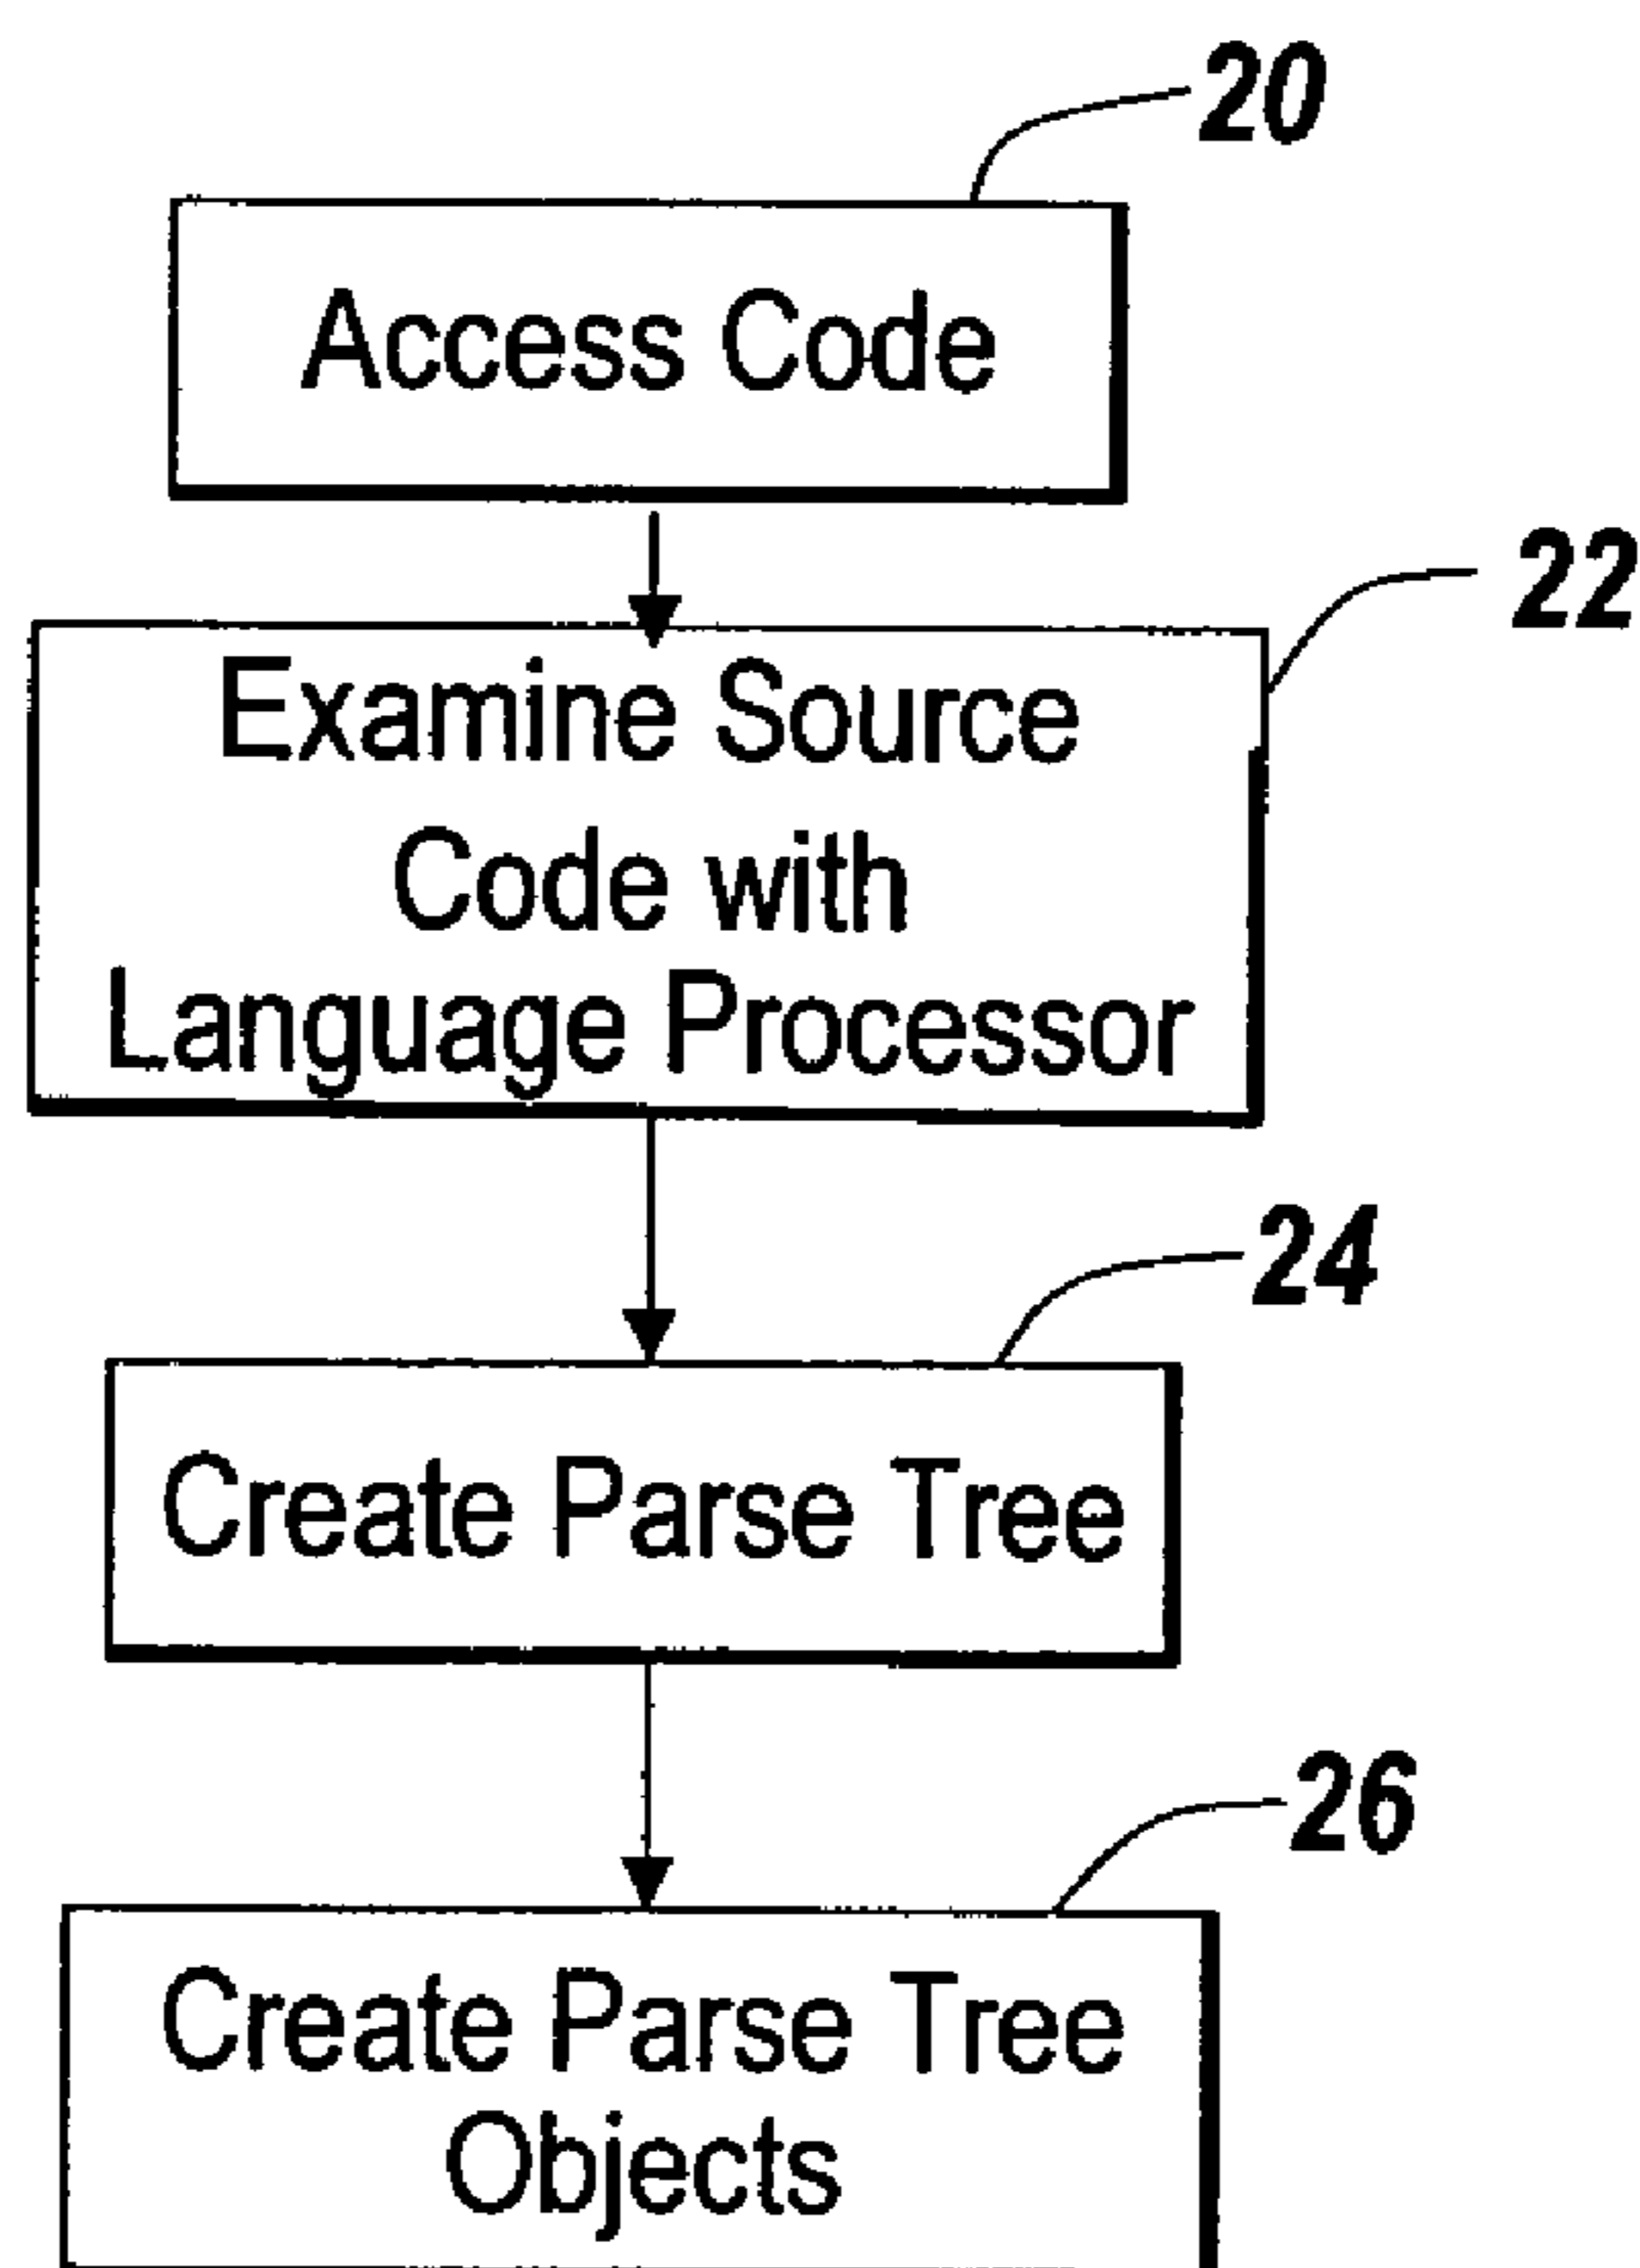 20
Access Code
22
Examine Source
Code with
Language Processor
24
Create Parse Tree
26
Create Parse Tree
Objects